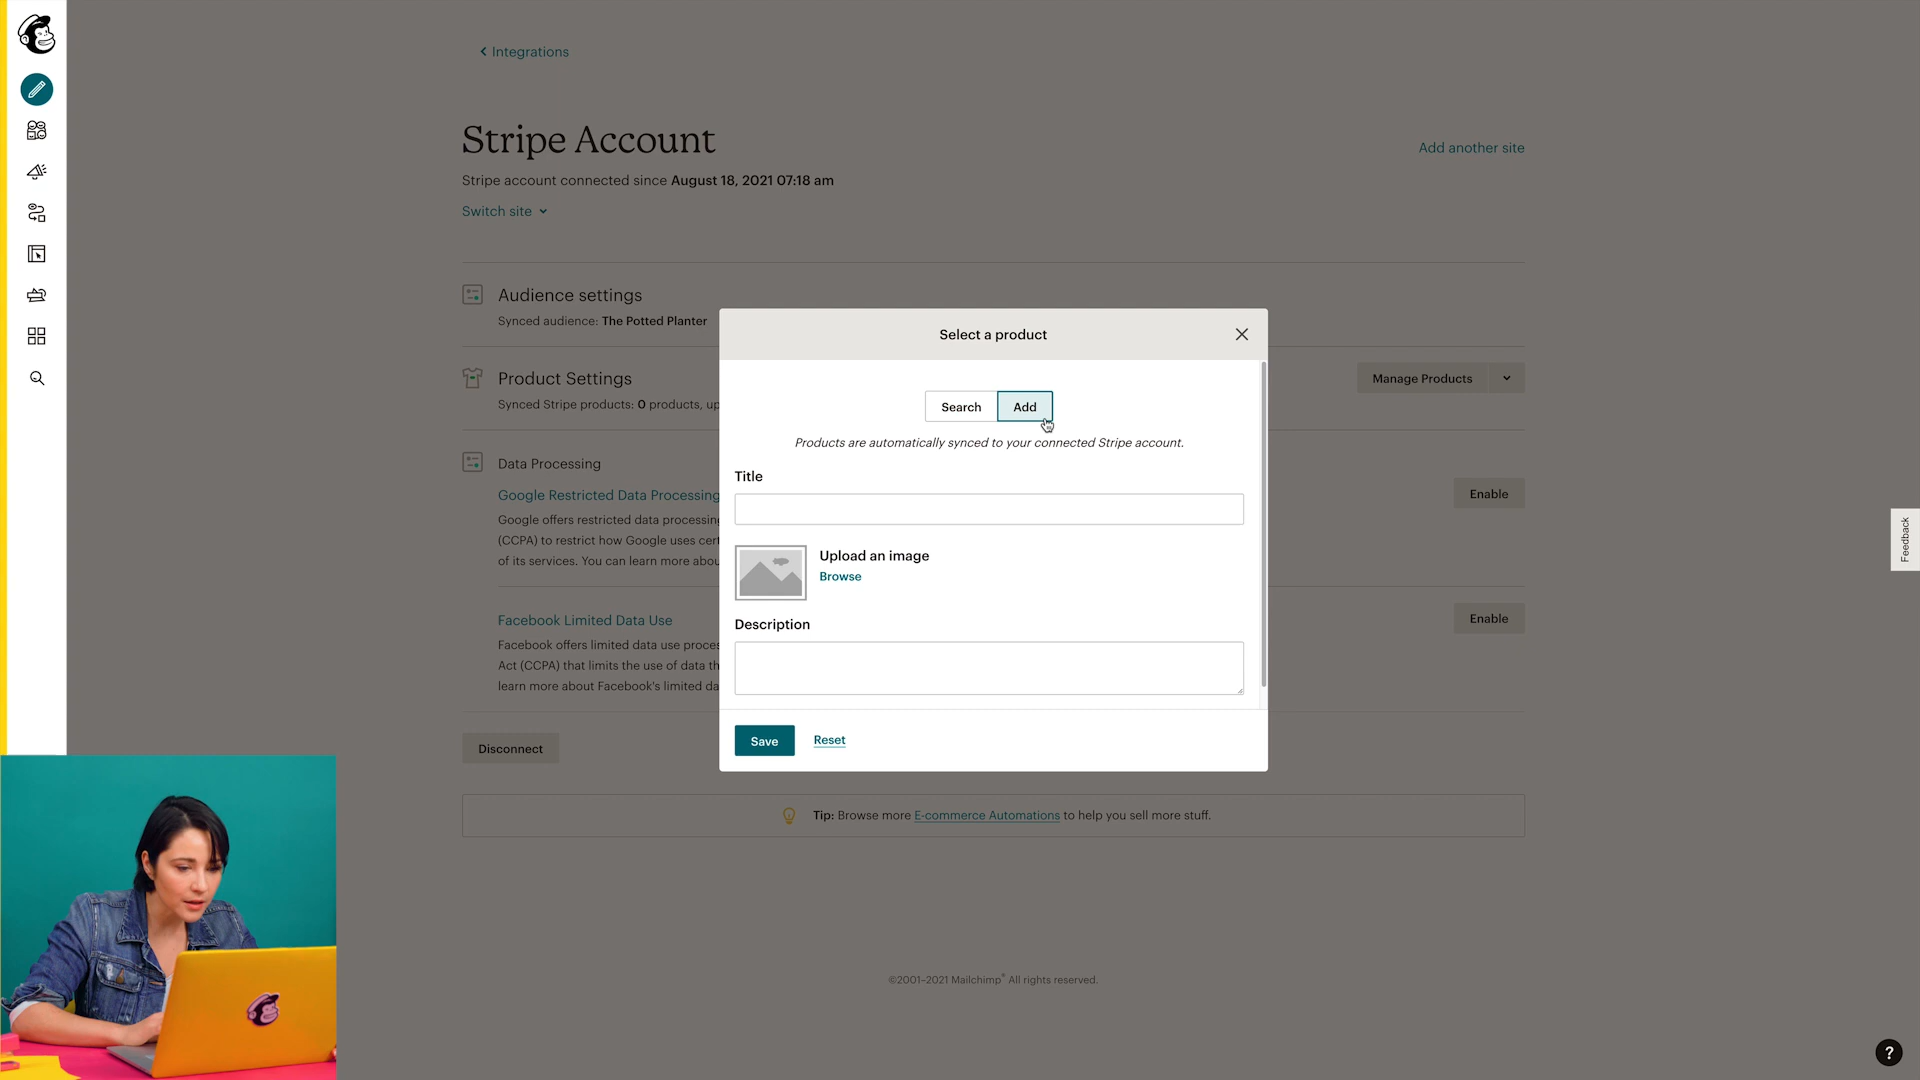 Integrations
Stripe Account
Add another site
Stripe account connected since August 18, 2021 07:18 am
Switch site
Audience settings
Synced audience: The Potted Planter
Product Settings
Synced Stripe products: 0 products, up
Manage Products
Data Processing
Google Restricted Data Processing
Google offers restricted data processing
(CCPA) to restrict how Google uses cert
of its services. You can learn more abou
Enable
Facebook Limited Data Use
Facebook offers limited data use proces
Act (CCPA) that limits the use of data th
learn more about Facebook's limited da
Enable
Disconnect
Select a product
Search
Add
Products are automatically synced to your connected Stripe account.
Title
Upload an image
Browse
Description
Save
Reset
Tip: Browse more E-commerce Automations to help you sell more stuff.
©2001–2021 Mailchimp® All rights reserved.
Feedback
?